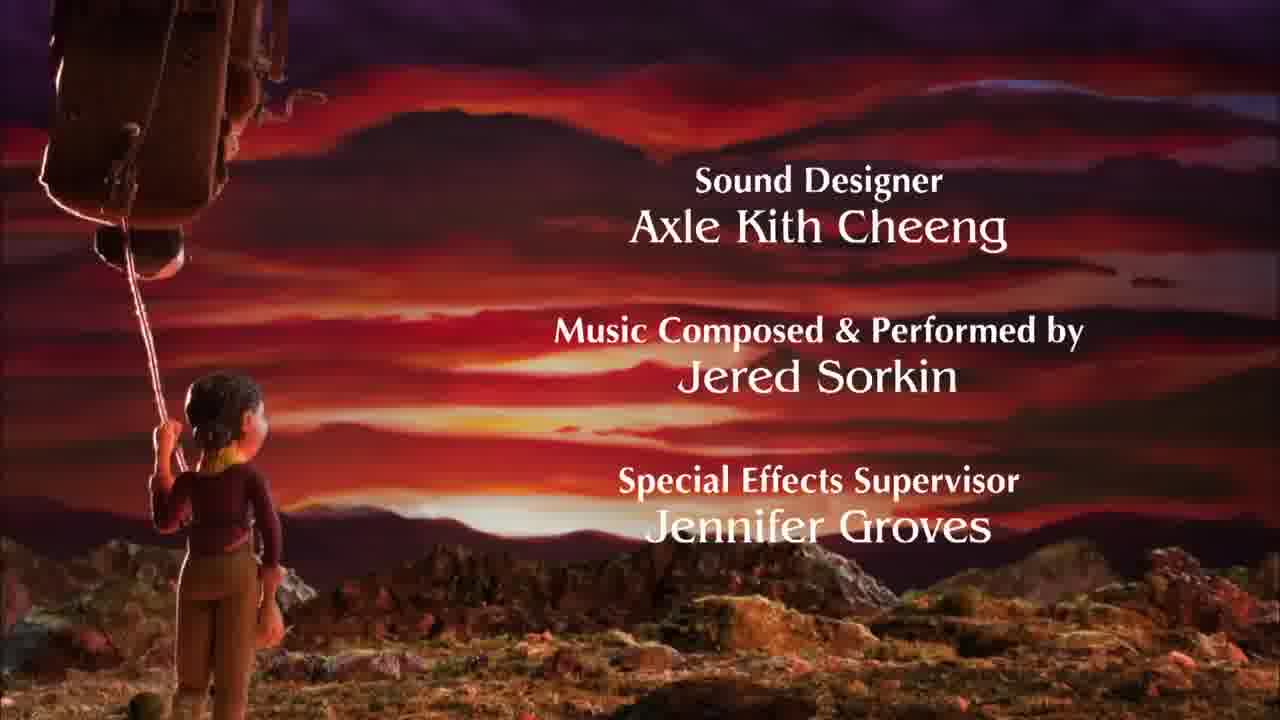 Sound Designer
Axle Kith Cheeng
Music Composed & Performed by
Jered Sorkin
Special Effects Supervisor
Jennifer Groves